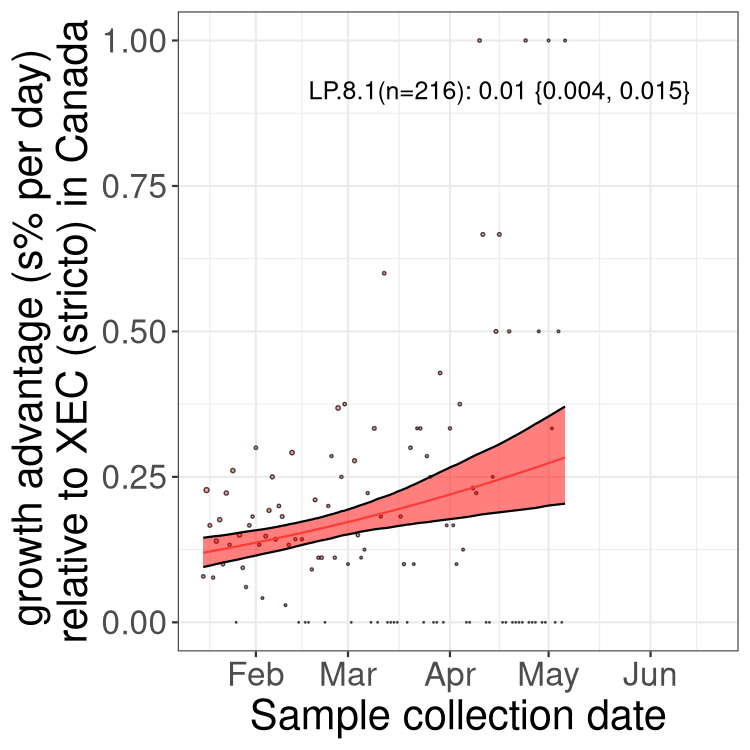 growth advantage (s% per day)
relative to XEC (stricto) in Canada
1.00
0.75
0.50
0.25
0.00
LP.8.1(n=216): 0.01 {0.004, 0.015}
Feb Mar Apr May Jun
Sample collection date